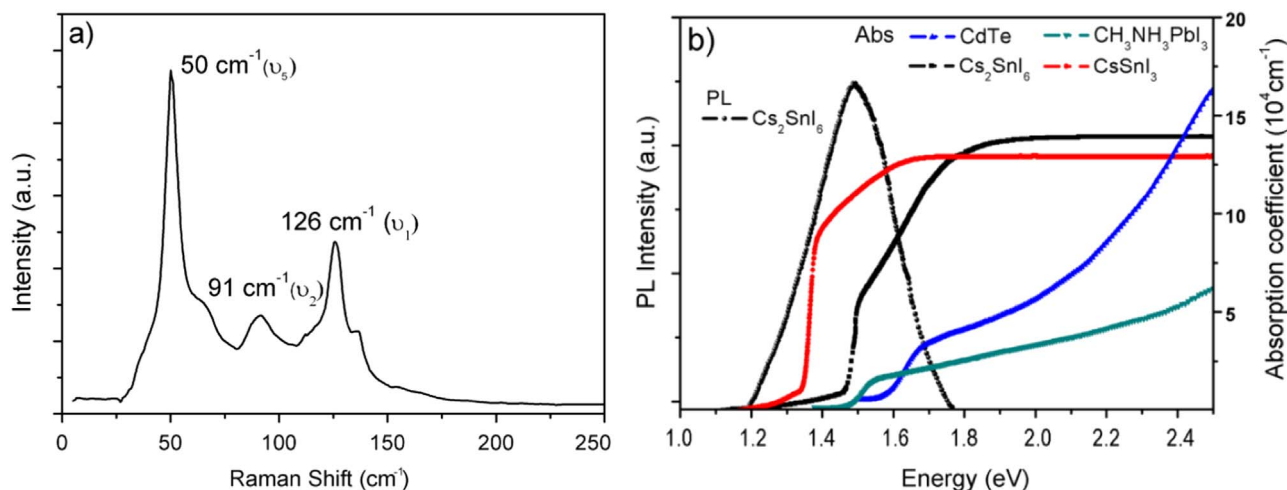 a)
50 cm⁻¹(υ₅)
126 cm⁻¹ (υ₁)
91 cm⁻¹(υ₂)
Intensity (a.u.)
0 50 100 150 200 250
Raman Shift (cm⁻¹)
b)
Abs CdTe CH₃NH₃PbI₃
Cs₂SnI₆ CsSnI₃
PL
Cs₂SnI₆
PL Intensity (a.u.)
20
15
10
5
Absorption coefficient (10⁴cm⁻¹)
1.0 1.2 1.4 1.6 1.8 2.0 2.2 2.4
Energy (eV)